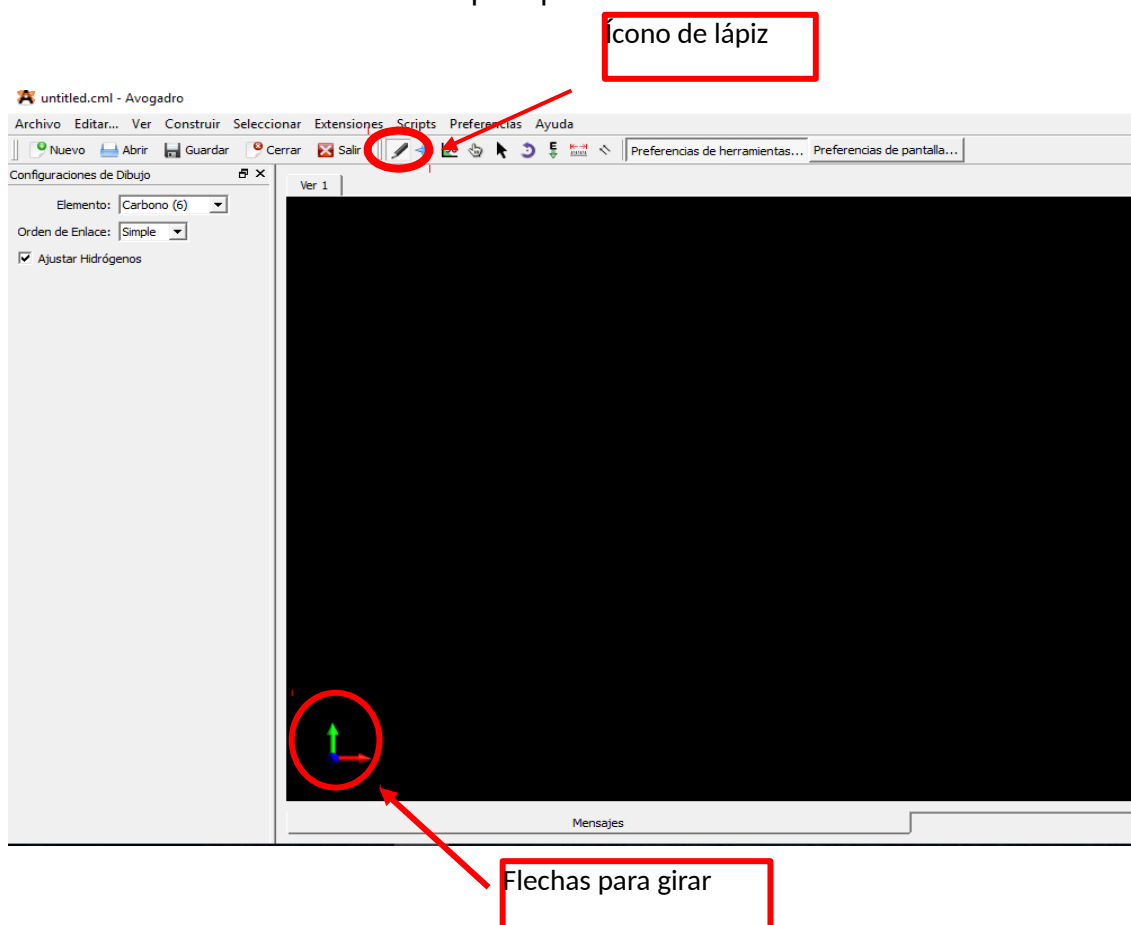 Ícono de lápiz
untitled.cml - Avogadro
Archivo Editar... Ver Construir Seleccionar Extensiones Scripts Preferencias Ayuda
Nuevo Abrir Guardar Cerrar Salir E Preferencias de herramientas... Preferencias de pantalla...
Configuraciones de Dibujo
Ver 1
Elemento: Carbono (6)
Orden de Enlace: Simple
Ajustar Hidrógenos
Mensajes
Flechas para girar